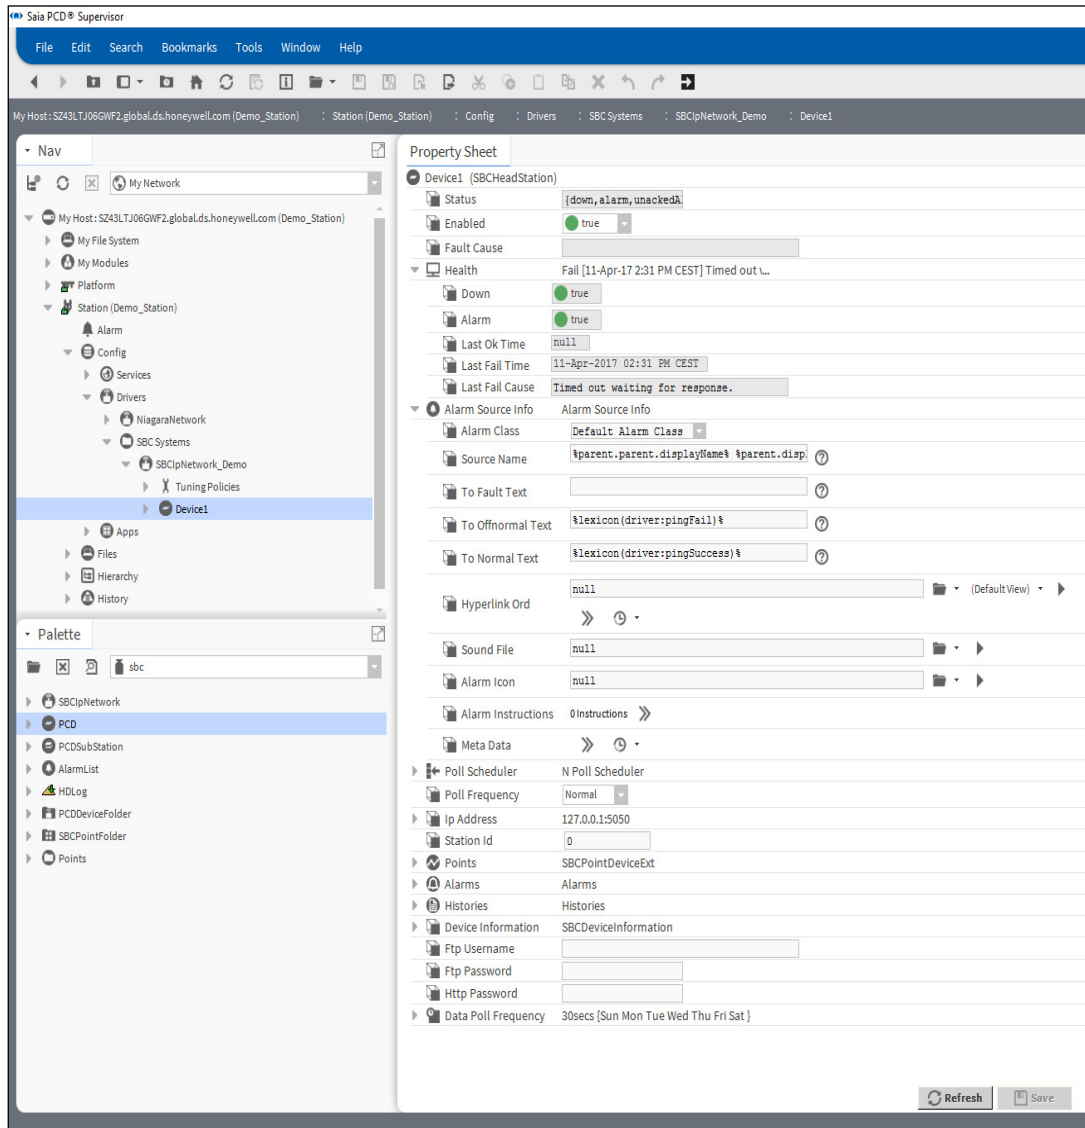 Saia PCD® Supervisor
File Edit Search Bookmarks Tools Window Help
My Host : SZ43LTJ06GWF2.global.ds.honeywell.com (Demo_Station) : Station (Demo_Station) : Config : Drivers : SBC Systems : SBCIpNetwork_Demo : Device1
Nav
My Network
My Host : SZ43LTJ06GWF2.global.ds.honeywell.com (Demo_Station)
My File System
My Modules
Platform
Station (Demo_Station)
Alarm
Config
Services
Drivers
NiagaraNetwork
SBC Systems
SBCIpNetwork_Demo
Tuning Policies
Device1
Apps
Files
Hierarchy
History
Palette
sbc
SBCIpNetwork
PCD
PCDSubStation
AlarmList
HDLog
PCDDeviceFolder
SBCPointFolder
Points
Property Sheet
Device1 (SBCHeadStation)
Status {down,alarm,unackedA
Enabled true
Fault Cause
Health Fail [11-Apr-17 2:31 PM CEST] Timed out w...
Down true
Alarm true
Last Ok Time null
Last Fail Time 11-Apr-2017 02:31 PM CEST
Last Fail Cause Timed out waiting for response.
Alarm Source Info Alarm Source Info
Alarm Class Default Alarm Class
Source Name %parent.parent.displayName% %parent.disp
To Fault Text
To Offnormal Text %lexicon(driver:pingFail)%
To Normal Text %lexicon(driver:pingSuccess)%
Hyperlink Ord null (Default View)
Sound File null
Alarm Icon null
Alarm Instructions 0 Instructions
Meta Data
Poll Scheduler N Poll Scheduler
Poll Frequency Normal
Ip Address 127.0.0.1:5050
Station Id 0
Points SBCPointDeviceExt
Alarms Alarms
Histories Histories
Device Information SBCDeviceInformation
Ftp Username
Ftp Password
Http Password
Data Poll Frequency 30secs {Sun Mon Tue Wed Thu Fri Sat }
Refresh Save